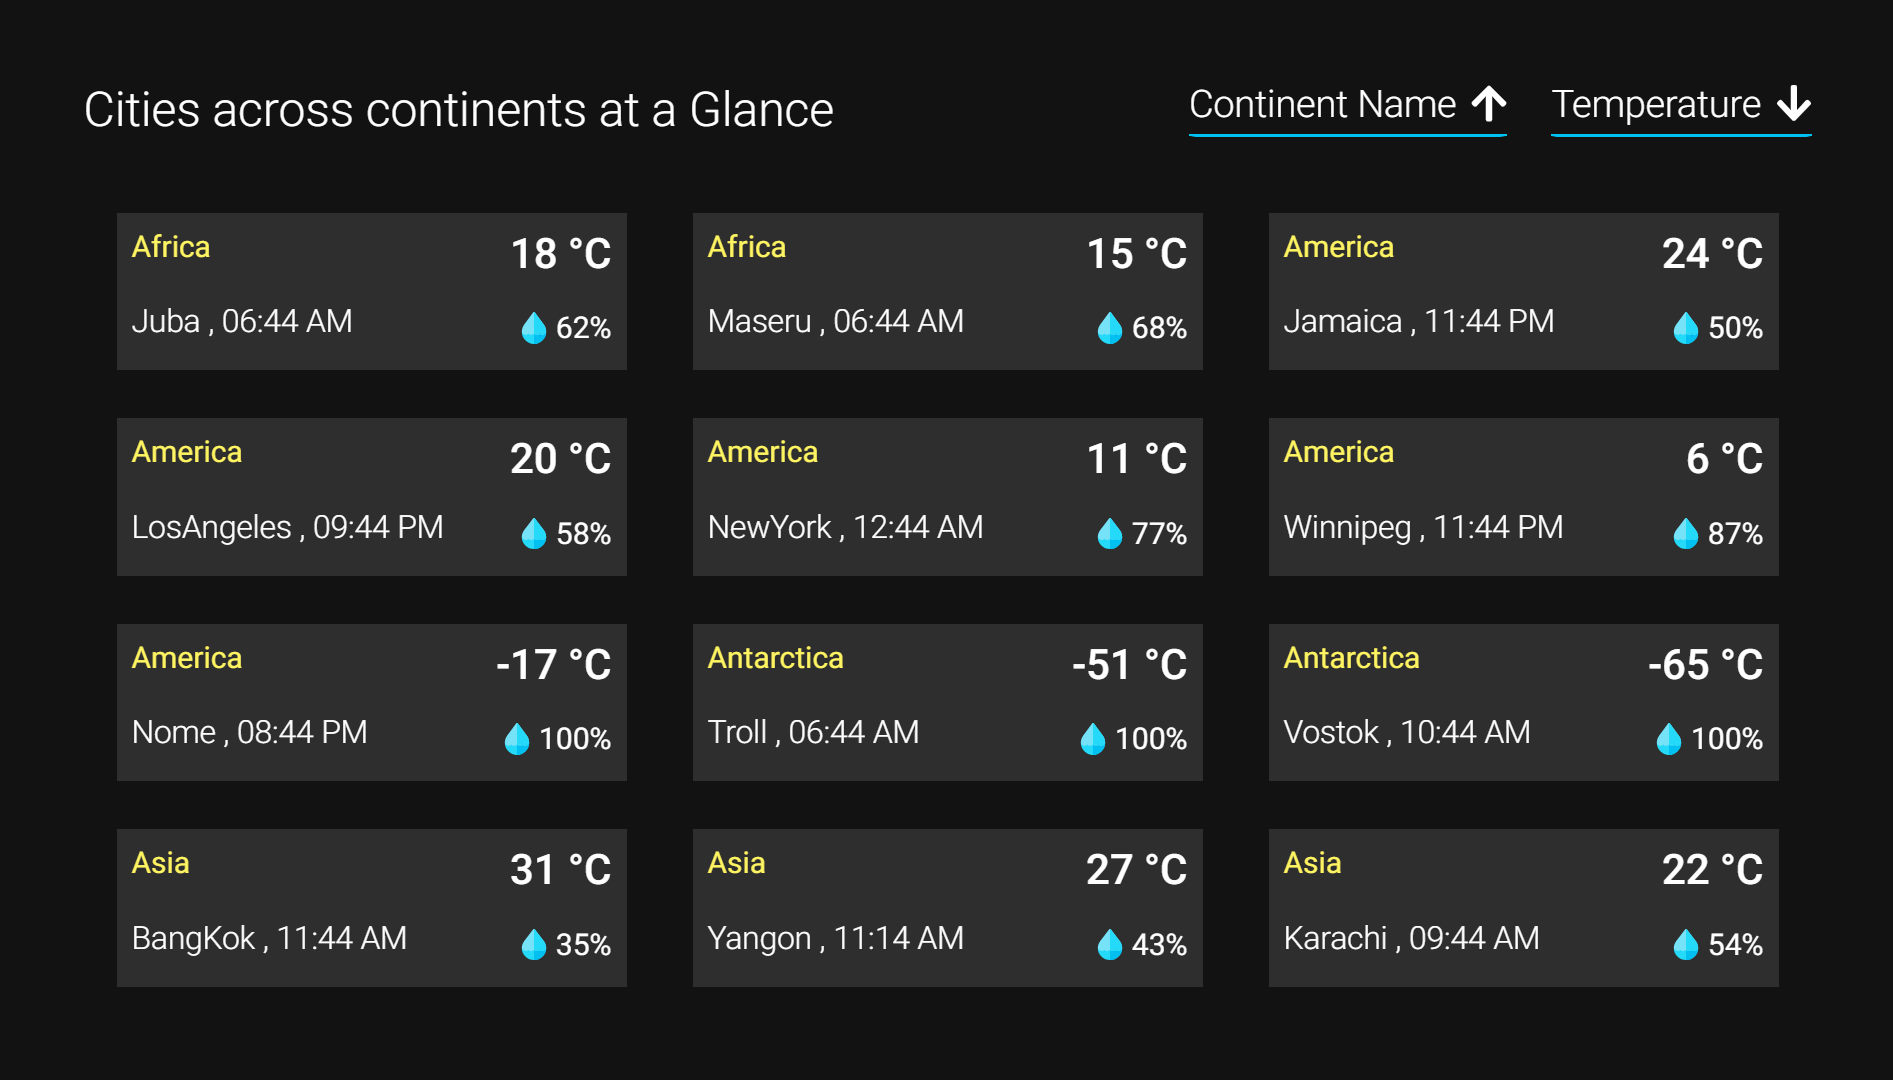 Cities across continents at a Glance
Continent Name
Temperature
Africa
18 °C
Juba , 06:44 AM
62%
Africa
15 °C
Maseru , 06:44 AM
68%
America
24 °C
Jamaica , 11:44 PM
50%
America
20 °C
LosAngeles , 09:44 PM
58%
America
11 °C
NewYork , 12:44 AM
77%
America
6 °C
Winnipeg , 11:44 PM
87%
America
-17 °C
Nome , 08:44 PM
100%
Antarctica
-51 °C
Troll , 06:44 AM
100%
Antarctica
-65 °C
Vostok , 10:44 AM
100%
Asia
31 °C
BangKok , 11:44 AM
35%
Asia
27 °C
Yangon , 11:14 AM
43%
Asia
22 °C
Karachi , 09:44 AM
54%